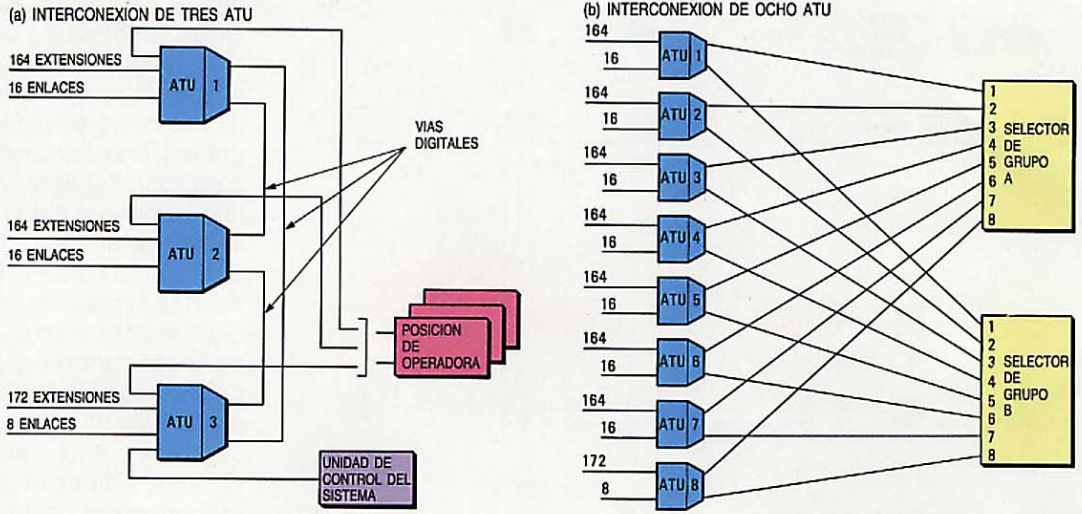 (a) INTERCONEXION DE TRES ATU
164 EXTENSIONES
16 ENLACES
ATU 1
164 EXTENSIONES
16 ENLACES
ATU 2
172 EXTENSIONES
8 ENLACES
ATU 3
VIAS
DIGITALES
POSICION
DE
OPERADORA
UNIDAD DE
CONTROL DEL
SISTEMA
(b) INTERCONEXION DE OCHO ATU
164
16
ATU 1
164
16
ATU 2
164
16
ATU 3
164
16
ATU 4
164
16
ATU 5
164
16
ATU 6
164
16
ATU 7
172
8
ATU 8
1
2
3
4
5
6
7
8
SELECTOR
DE
GRUPO
A
1
2
3
4
5
6
7
8
SELECTOR
DE
GRUPO
B